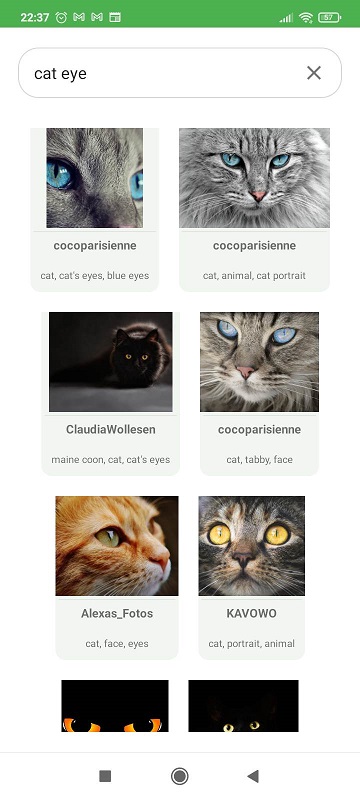 22:37
57
cat eye
cocoparisienne
cat, cat's eyes, blue eyes
cocoparisienne
cat, animal, cat portrait
ClaudiaWollesen
maine coon, cat, cat's eyes
cocoparisienne
cat, tabby, face
Alexas_Fotos
cat, face, eyes
KAVOWO
cat, portrait, animal